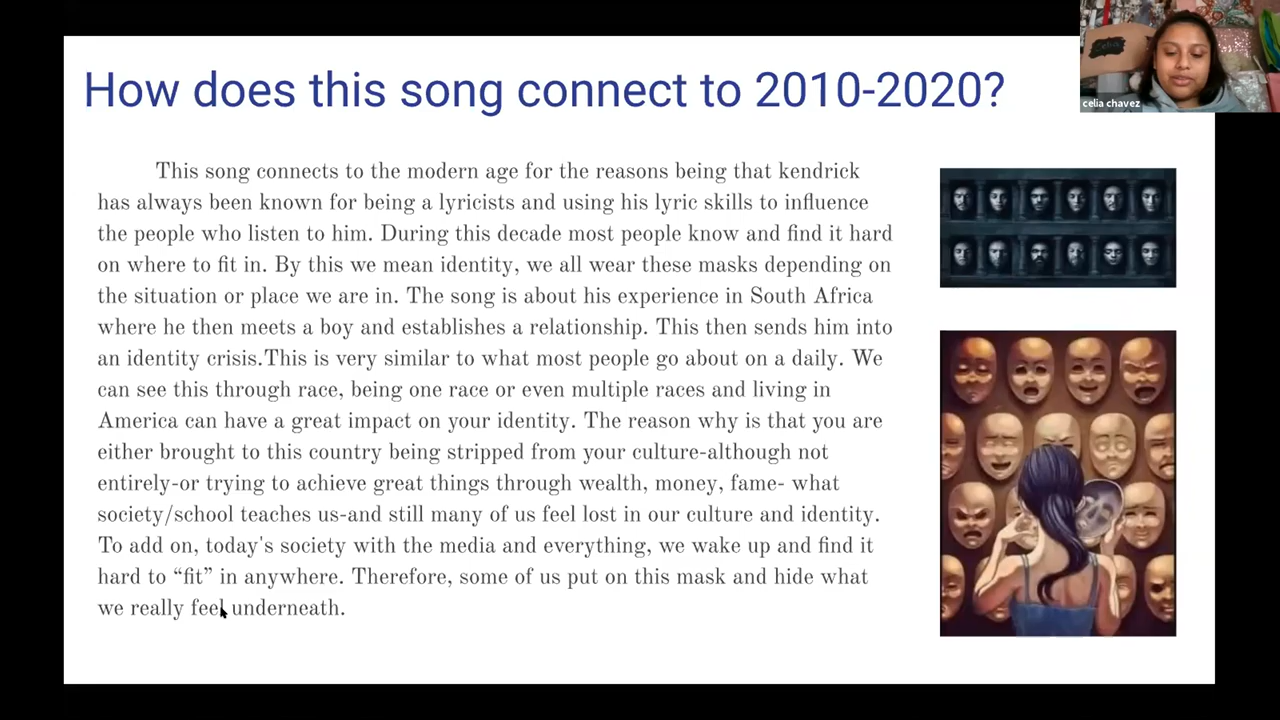 How does this song connect to 2010-2020?
celia chavez
This song connects to the modern age for the reasons being that kendrick
has always been known for being a lyricists and using his lyric skills to influence
the people who listen to him. During this decade most people know and find it hard
on where to fit in. By this we mean identity, we all wear these masks depending on
the situation or place we are in. The song is about his experience in South Africa
where he then meets a boy and establishes a relationship. This then sends him into
an identity crisis.This is very similar to what most people go about on a daily. We
can see this through race, being one race or even multiple races and living in
America can have a great impact on your identity. The reason why is that you are
either brought to this country being stripped from your culture-although not
entirely-or trying to achieve great things through wealth, money, fame- what
society/school teaches us-and still many of us feel lost in our culture and identity.
To add on, today's society with the media and everything, we wake up and find it
hard to “fit” in anywhere. Therefore, some of us put on this mask and hide what
we really feel underneath.